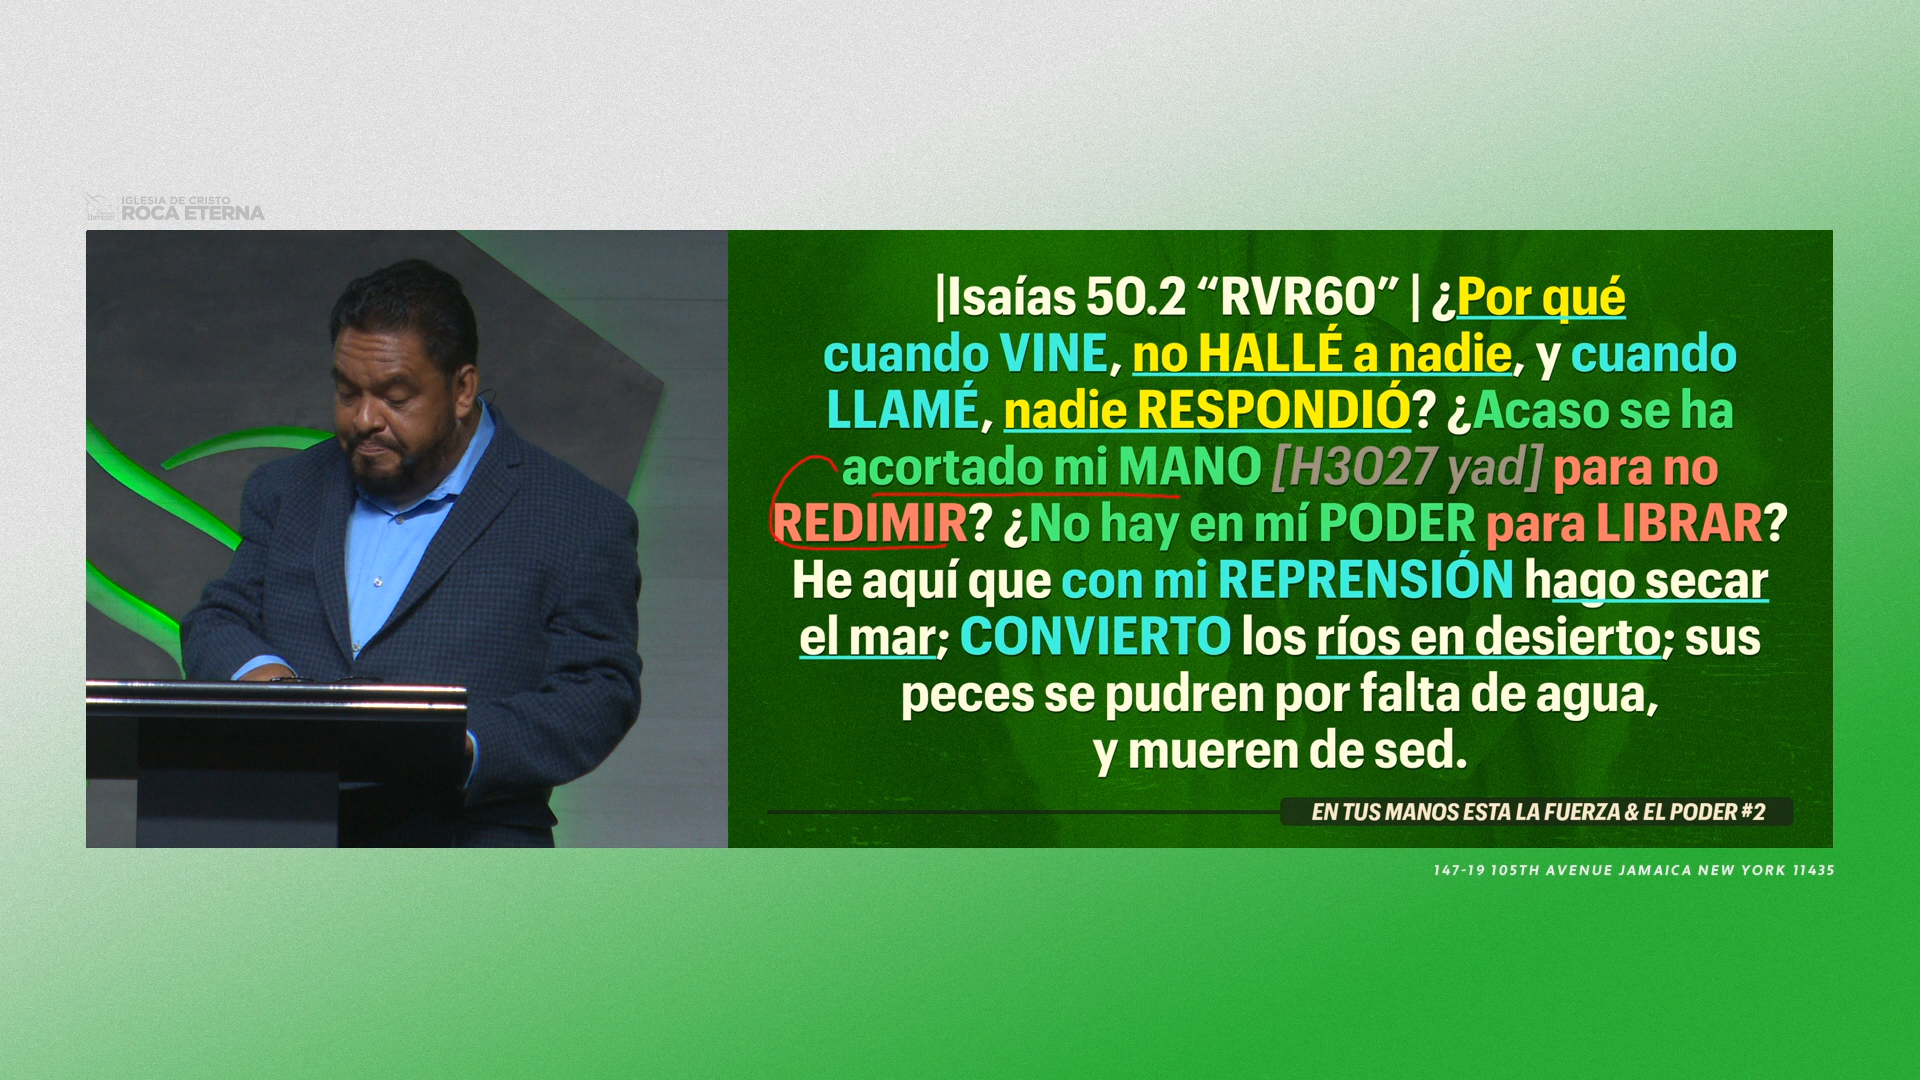 IGLESIA DE CRISTO
ROCA ETERNA
|Isaías 50.2 “RVR60” | ¿Por qué
cuando VINE, no HALLÉ a nadie, y cuando
LLAMÉ, nadie RESPONDIÓ? ¿Acaso se ha
acortado mi MANO [H3027 yad] para no
REDIMIR? ¿No hay en mí PODER para LIBRAR?
He aquí que con mi REPRENSIÓN hago secar
el mar; CONVIERTO los ríos en desierto; sus
peces se pudren por falta de agua,
y mueren de sed.
EN TUS MANOS ESTA LA FUERZA & EL PODER #2
147-19 105TH AVENUE JAMAICA NEW YORK 11435